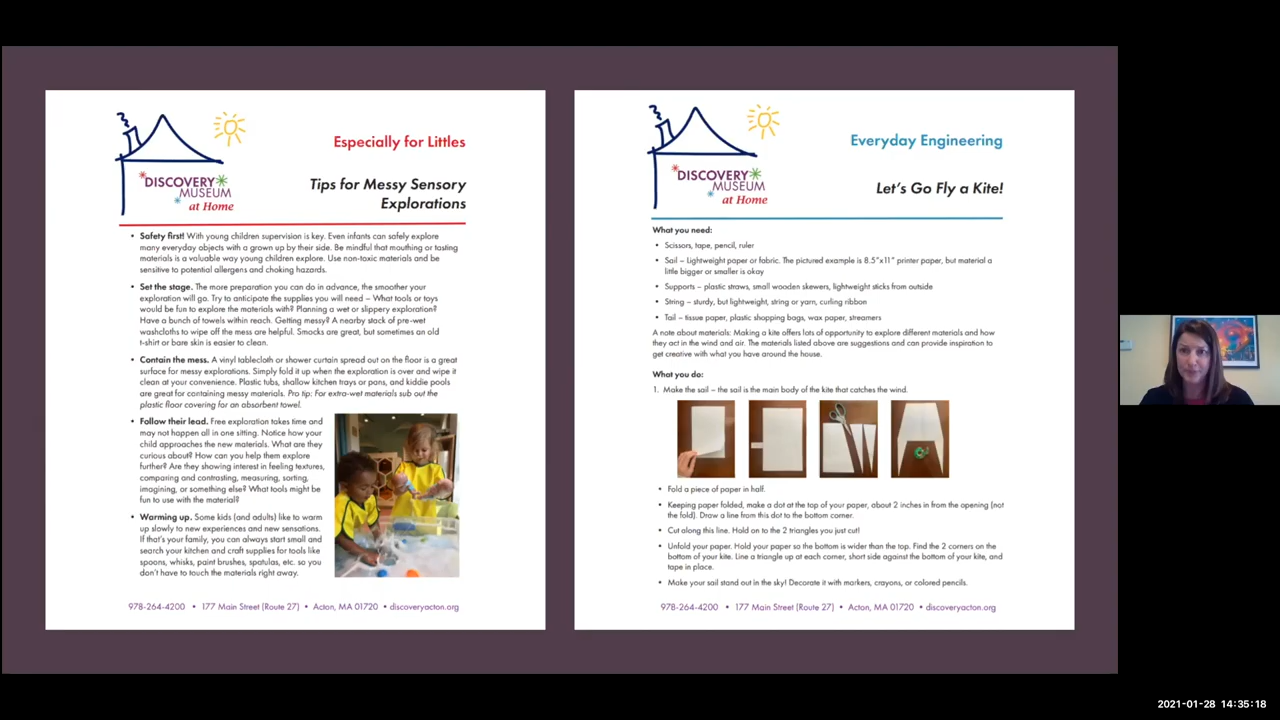 Especially for Littles
DISCOVERY
MUSEUM
at Home
Tips for Messy Sensory
Explorations
• Safety first! With young children supervision is key. Even infants can safely explore
many everyday objects with a grown up by their side. Be mindful that mouthing or tasting
materials is a valuable way young children explore. Use non-toxic materials and be
sensitive to potential allergens and choking hazards.
• Set the stage. The more preparation you can do in advance, the smoother your
exploration will go. Try to anticipate the supplies you will need – What tools or toys
would be fun to explore the materials with? Planning a wet or slippery exploration?
Have a bunch of towels within reach. Getting messy? A nearby stack of pre-wet
washcloths to wipe off the mess are helpful. Smocks are great, but sometimes an old
t-shirt or bare skin is easier to clean.
• Contain the mess. A vinyl tablecloth or shower curtain spread out on the floor is a great
surface for messy explorations. Simply fold it up when the exploration is over and wipe it
clean at your convenience. Plastic tubs, shallow kitchen trays or pans, and kiddie pools
are great for containing messy materials. Pro tip: For extra-wet materials sub out the
plastic floor covering for an absorbent towel.
• Follow their lead. Free exploration takes time and
may not happen all in one sitting. Notice how your
child approaches the new materials. What are they
curious about? How can you help them explore
further? Are they showing interest in feeling textures,
comparing and contrasting, measuring, sorting,
imagining, or something else? What tools might be
fun to use with the material?
• Warming up. Some kids (and adults) like to warm
up slowly to new experiences and new sensations.
If that's your family, you can always start small and
search your kitchen and craft supplies for tools like
spoons, whisks, paint brushes, spatulas, etc. so you
don't have to touch the materials right away.
978-264-4200 • 177 Main Street (Route 27) • Acton, MA 01720 • discoveryacton.org
Everyday Engineering
DISCOVERY
MUSEUM
at Home
Let's Go Fly a Kite!
What you need:
• Scissors, tape, pencil, ruler
• Sail – Lightweight paper or fabric. The pictured example is 8.5"x11" printer paper, but material a
little bigger or smaller is okay
• Supports – plastic straws, small wooden skewers, lightweight sticks from outside
• String – sturdy, but lightweight, string or yarn, curling ribbon
• Tail – tissue paper, plastic shopping bags, wax paper, streamers
A note about materials: Making a kite offers lots of opportunity to explore different materials and how
they act in the wind and air. The materials listed above are suggestions and can provide inspiration to
get creative with what you have around the house.
What you do:
1. Make the sail – the sail is the main body of the kite that catches the wind.
• Fold a piece of paper in half.
• Keeping paper folded, make a dot at the top of your paper, about 2 inches in from the opening (not
the fold). Draw a line from this dot to the bottom corner.
• Cut along this line. Hold on to the 2 triangles you just cut!
• Unfold your paper. Hold your paper so the bottom is wider than the top. Find the 2 corners on the
bottom of your kite. Line a triangle up at each corner, short side against the bottom of your kite, and
tape in place.
• Make your sail stand out in the sky! Decorate it with markers, crayons, or colored pencils.
978-264-4200 • 177 Main Street (Route 27) • Acton, MA 01720 • discoveryacton.org
2021-01-28 14:35:18